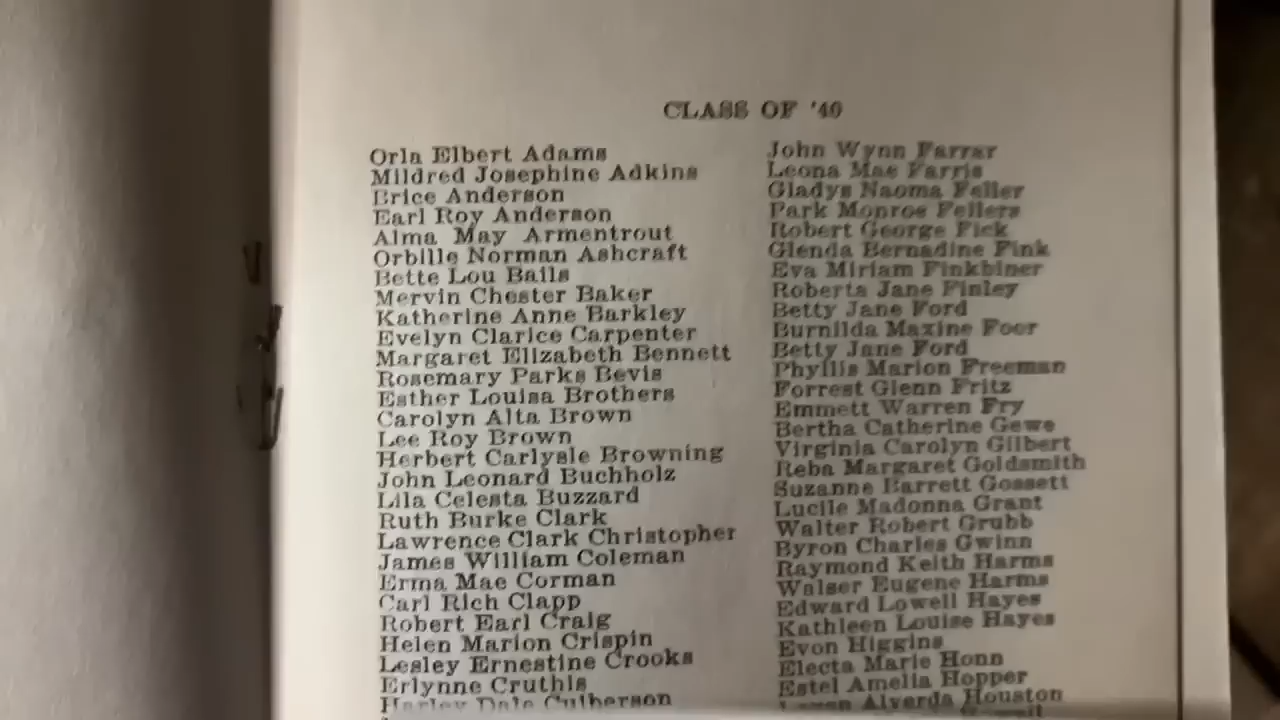 CLASS OF '40
Orla Elbert Adams
Mildred Josephine Adkins
Brice Anderson
Earl Roy Anderson
Alma May Armentrout
Orbille Norman Ashcraft
Bette Lou Bails
Mervin Chester Baker
Katherine Anne Barkley
Evelyn Clarice Carpenter
Margaret Elizabeth Bennett
Rosemary Parks Bevis
Esther Louisa Brothers
Carolyn Alta Brown
Lee Roy Brown
Herbert Carlysle Browning
John Leonard Buchholz
Lila Celesta Buzzard
Ruth Burke Clark
Lawrence Clark Christopher
James William Coleman
Erma Mae Corman
Carl Rich Clapp
Robert Earl Craig
Helen Marion Crispin
Lesley Ernestine Crooks
Erlynne Cruthis
Harley Dale Culberson
John Wynn Farrar
Leona Mae Farris
Gladys Naoma Feller
Park Monroe Fellers
Robert George Fick
Glenda Bernadine Fink
Eva Miriam Finkbiner
Roberta Jane Finley
Betty Jane Ford
Burnilda Maxine Foor
Betty Jane Ford
Phyllis Marion Freeman
Forrest Glenn Fritz
Emmett Warren Fry
Bertha Catherine Gewe
Virginia Carolyn Gilbert
Reba Margaret Goldsmith
Suzanne Barrett Gossett
Lucile Madonna Grant
Walter Robert Grubb
Byron Charles Gwinn
Raymond Keith Harms
Walser Eugene Harms
Edward Lowell Hayes
Kathleen Louise Hayes
Evon Higgins
Electa Marie Honn
Estel Amelia Hopper
Alverda Houston